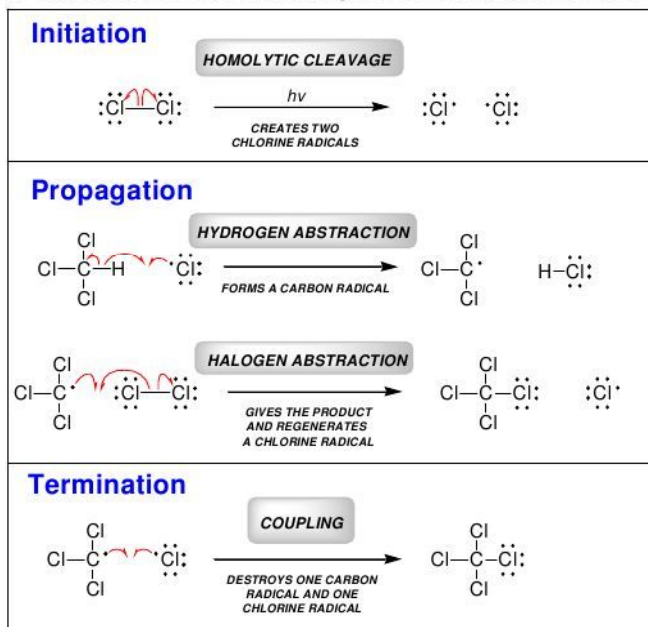 Initiation
HOMOLYTIC CLEAVAGE
Cl—Cl
hv
Cl Cl
CREATES TWO
CHLORINE RADICALS
Propagation
HYDROGEN ABSTRACTION
Cl
Cl—C—H Cl
Cl
FORMS A CARBON RADICAL
Cl
Cl—C H—Cl
Cl
HALOGEN ABSTRACTION
Cl
Cl—C Cl—Cl
Cl
GIVES THE PRODUCT
AND REGENERATES
A CHLORINE RADICAL
Cl
Cl—C—Cl Cl
Cl
Termination
COUPLING
Cl
Cl—C Cl
Cl
DESTROYS ONE CARBON
RADICAL AND ONE
CHLORINE RADICAL
Cl
Cl—C—Cl
Cl